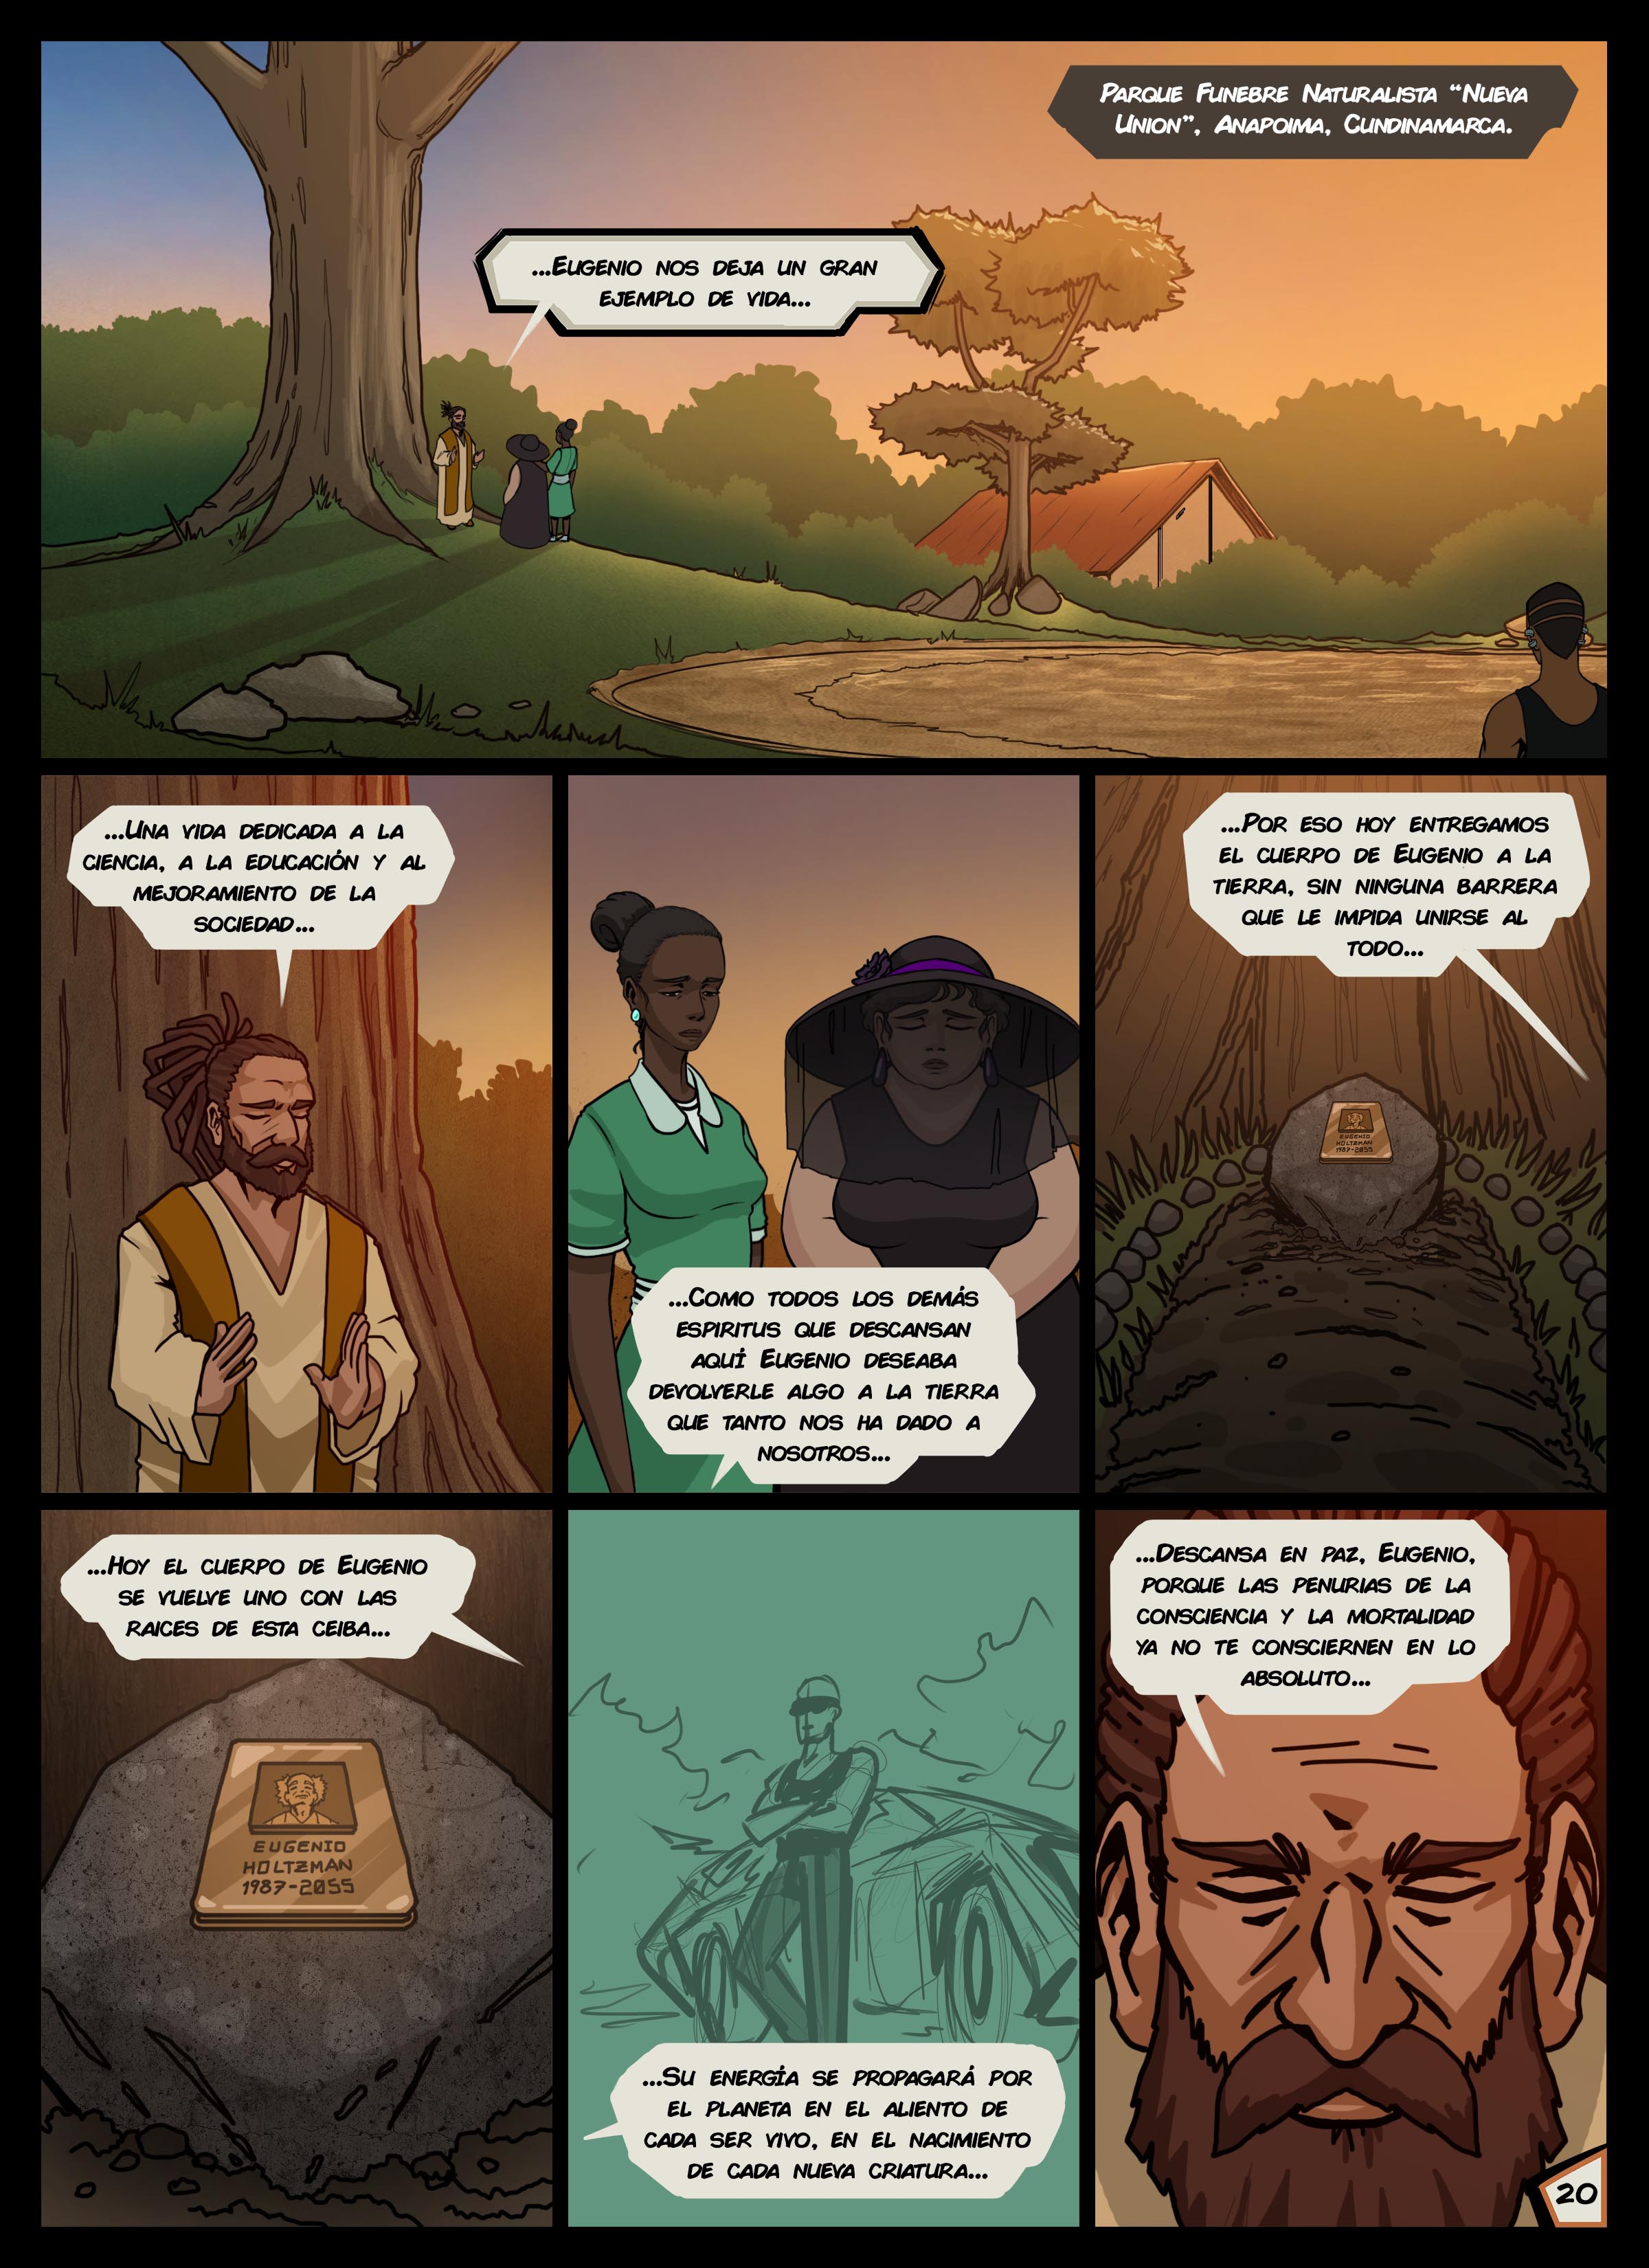 Parque Funebre Naturalista “Nueva
Union”, Anapoima, Cundinamarca.
...Eugenio nos deja un gran
ejemplo de vida...
...Una vida dedicada a la
ciencia, a la educación y al
mejoramiento de la
sociedad...
...Como todos los demás
espiritus que descansan
aquí Eugenio deseaba
devolverle algo a la tierra
que tanto nos ha dado a
nosotros...
...Por eso hoy entregamos
el cuerpo de Eugenio a la
tierra, sin ninguna barrera
que le impida unirse al
todo...
EUGENIO
HOLTZMAN
1987-2055
...Hoy el cuerpo de Eugenio
se vuelve uno con las
raices de esta ceiba...
EUGENIO
HOLTZMAN
1987-2055
...Su energía se propagará por
el planeta en el aliento de
cada ser vivo, en el nacimiento
de cada nueva criatura...
...Descansa en paz, Eugenio,
porque las penurias de la
consciencia y la mortalidad
ya no te consciernen en lo
absoluto...
20